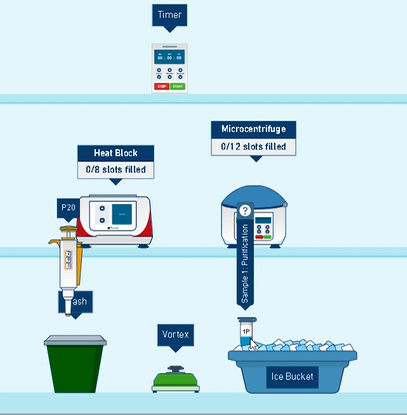 Timer
STOP START
Microcentrifuge
0/12 slots filled
Heat Block
0/8 slots filled
P20
?
Sample 1: Purification
ash
Vortex
1P
Ice Bucket